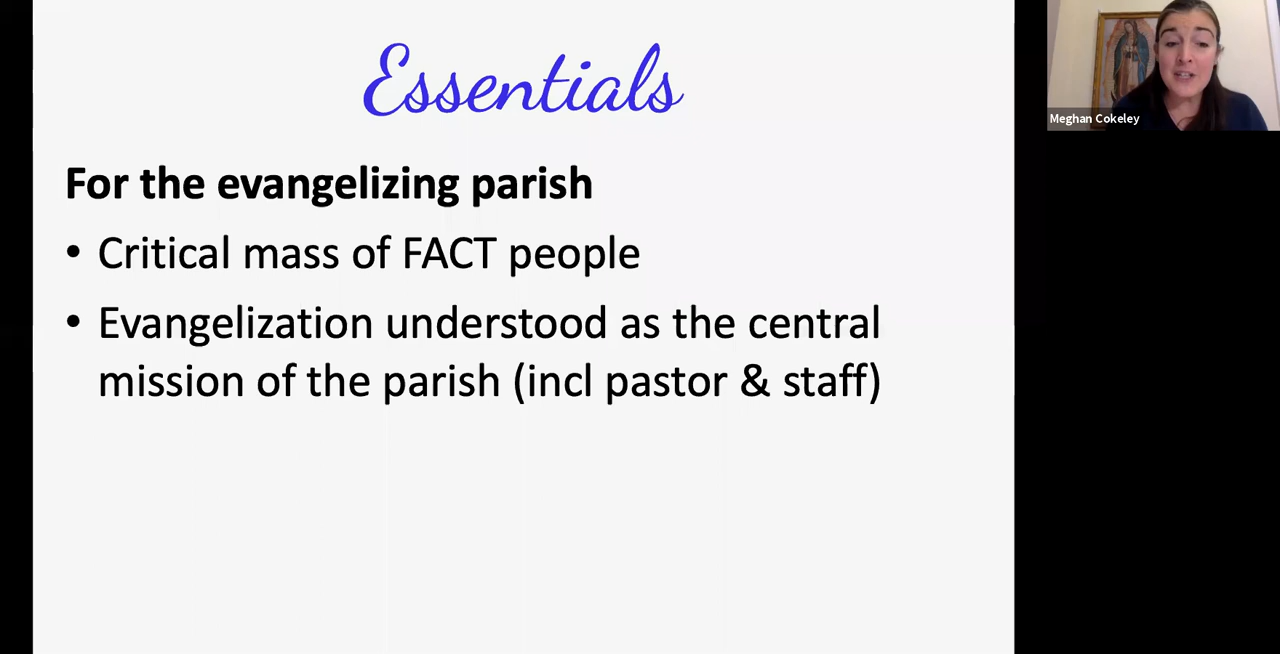 Essentials
For the evangelizing parish
• Critical mass of FACT people
• Evangelization understood as the central
mission of the parish (incl pastor & staff)
Meghan Cokeley